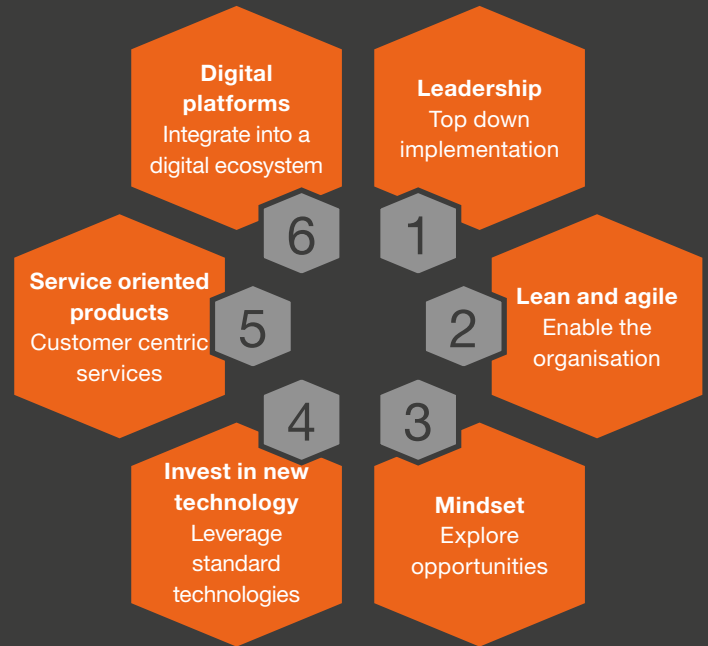 1
Leadership
Top down
implementation
2
Lean and agile
Enable the
organisation
3
Mindset
Explore
opportunities
4
Invest in new
technology
Leverage
standard
technologies
5
Service oriented
products
Customer centric
services
6
Digital
platforms
Integrate into a
digital ecosystem